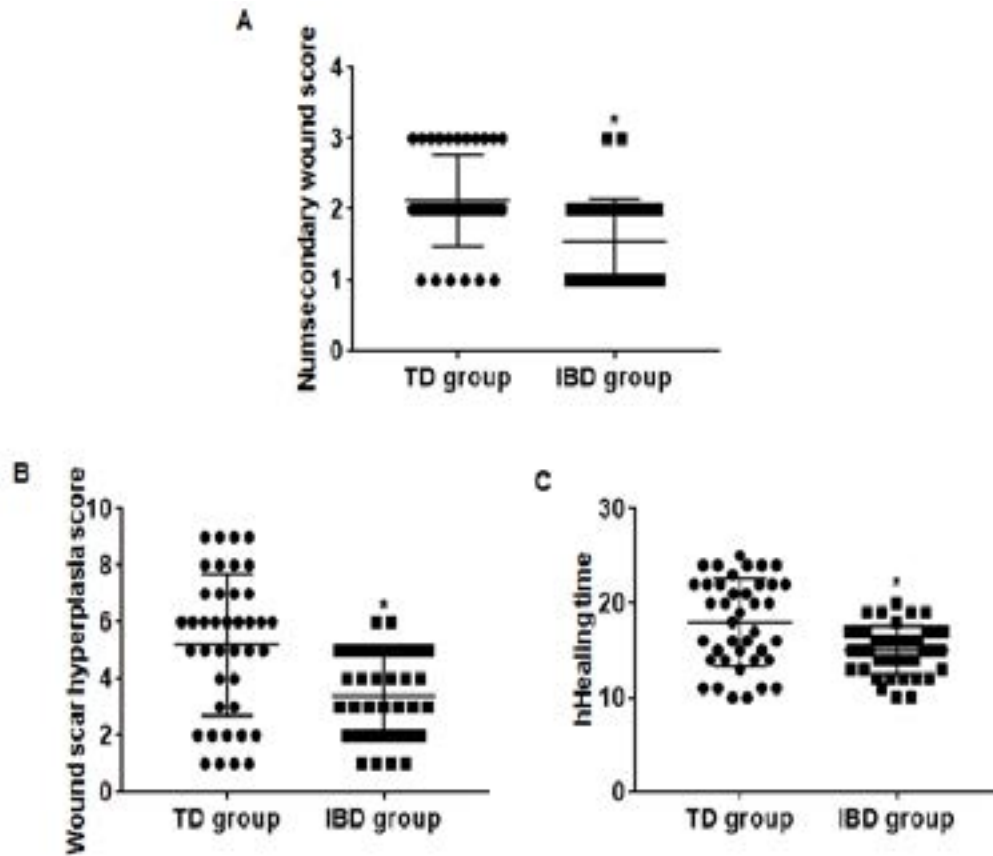 A
Numsecondary wound score
4
3
2
1
0
*
TD group
IBD group
B
Wound scar hyperplasia score
10
8
6
4
2
0
*
TD group
IBD group
C
hHealing time
30
20
10
0
*
TD group
IBD group